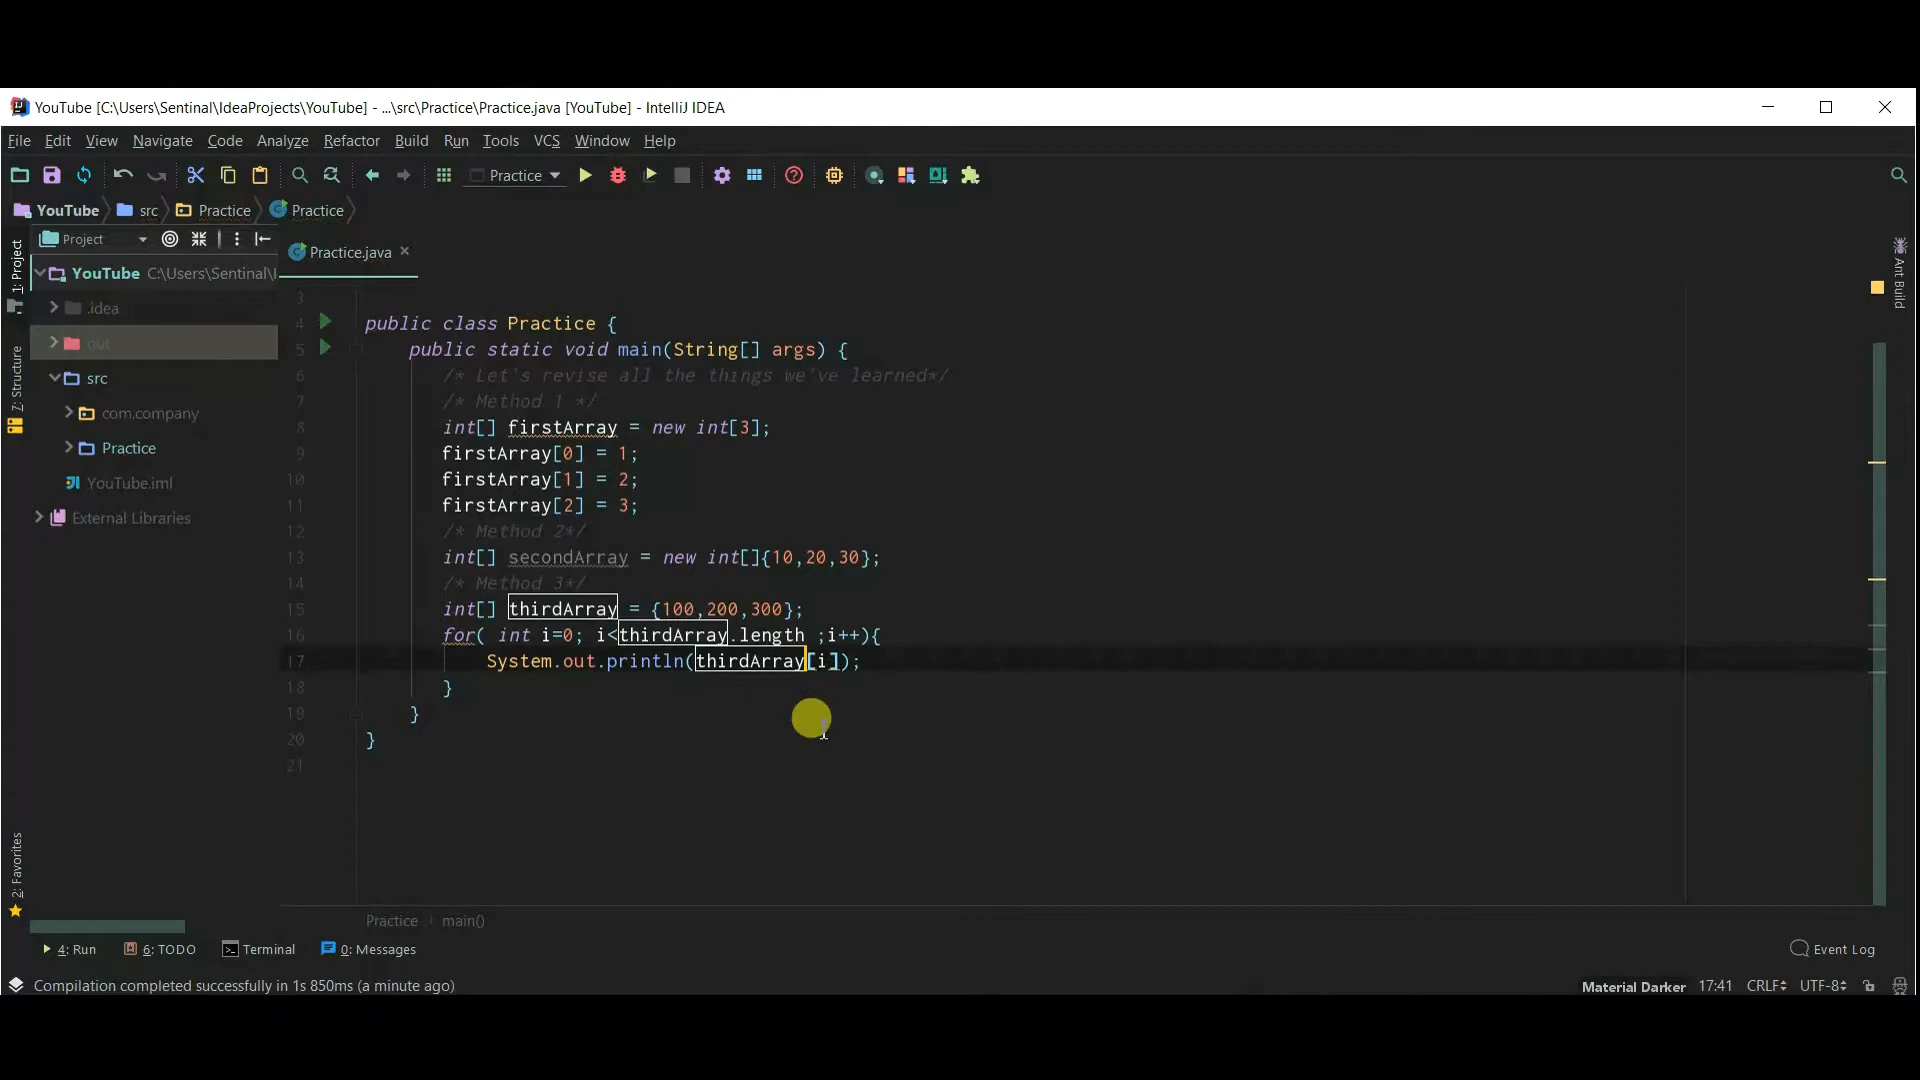 YouTube [C:\Users\Sentinal\IdeaProjects\YouTube] - ...\src\Practice\Practice.java [YouTube] - IntelliJ IDEA
File Edit View Navigate Code Analyze Refactor Build Run Tools VCS Window Help
Practice
YouTube src Practice Practice
Project
Practice.java
1: Project
Z: Structure
2: Favorites
Ant Build
YouTube C:\Users\Sentinal\I
.idea
out
src
com.company
Practice
YouTube.iml
External Libraries
3
4 public class Practice {
5 public static void main(String[] args) {
6 /* Let's revise all the things we've learned*/
7 /* Method 1 */
8 int[] firstArray = new int[3];
9 firstArray[0] = 1;
10 firstArray[1] = 2;
11 firstArray[2] = 3;
12 /* Method 2*/
13 int[] secondArray = new int[]{10,20,30};
14 /* Method 3*/
15 int[] thirdArray = {100,200,300};
16 for( int i=0; i<thirdArray.length ;i++){
17 System.out.println(thirdArray[i]);
18 }
19 }
20 }
21
Practice main()
4: Run 6: TODO Terminal 0: Messages Event Log
Compilation completed successfully in 1s 850ms (a minute ago) Material Darker 17:41 CRLF UTF-8